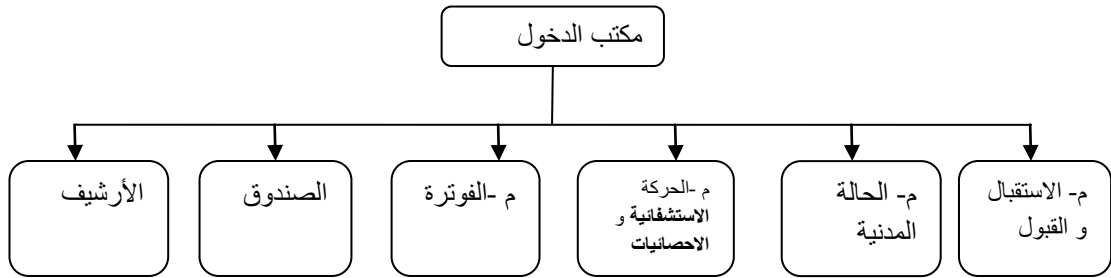 مكتب الدخول
م- الاستقبال
و القبول
م- الحالة
المدنية
م -الحركة
الاستشفائية و
الاحصائيات
م -الفوترة
الصندوق
الأرشيف